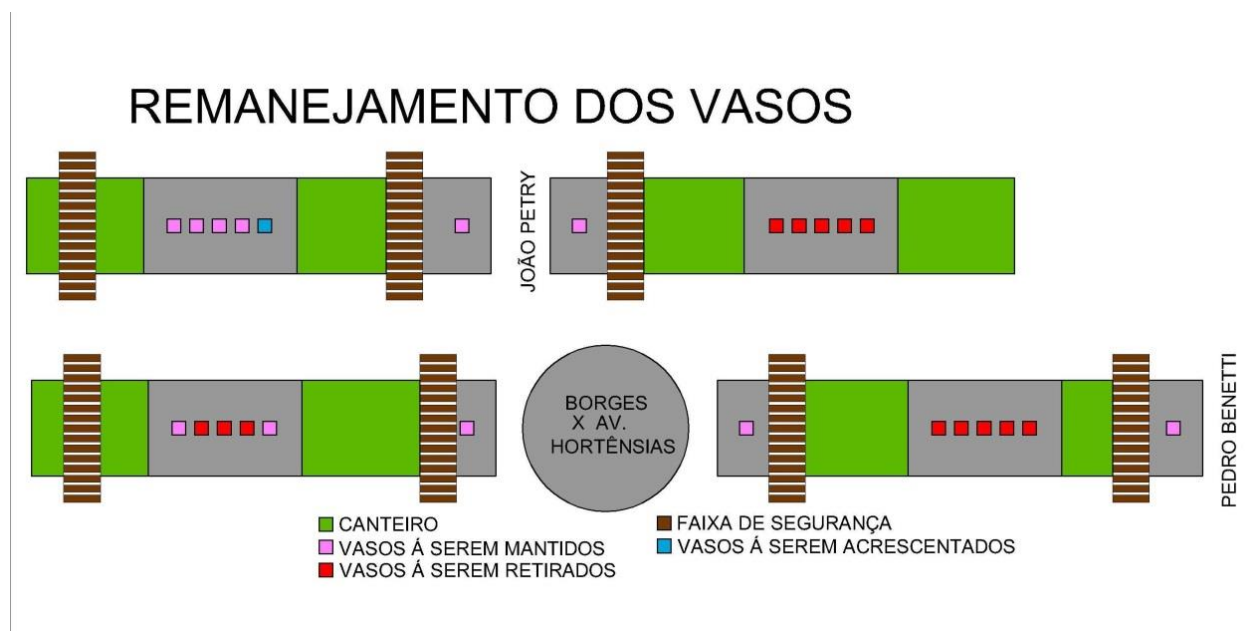 REMANEJAMENTO DOS VASOS
JOÃO PETRY
BORGES
X AV.
HORTÊNSIAS
PEDRO BENETTI
CANTEIRO
VASOS Á SEREM MANTIDOS
VASOS Á SEREM RETIRADOS
FAIXA DE SEGURANÇA
VASOS Á SEREM ACRESCENTADOS